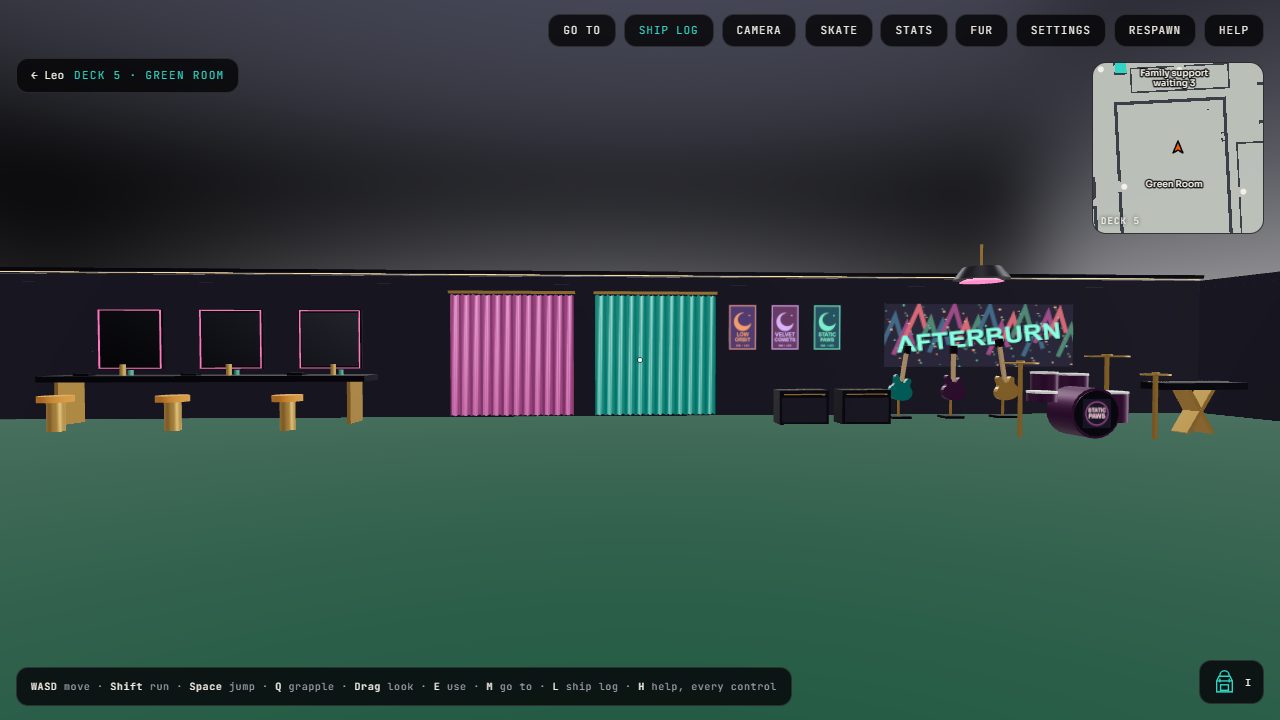 GO TO
SHIP LOG
CAMERA
SKATE
STATS
FUR
SETTINGS
RESPAWN
HELP
← Leo DECK 5 · GREEN ROOM
Family support
waiting 3
Green Room
DECK 5
LOW
ORBIT
VELVET
COMETS
STATIC
PAWS
AFTERBURN
STATIC
PAWS
WASD move · Shift run · Space jump · Q grapple · Drag look · E use · M go to · L ship log · H help, every control
I